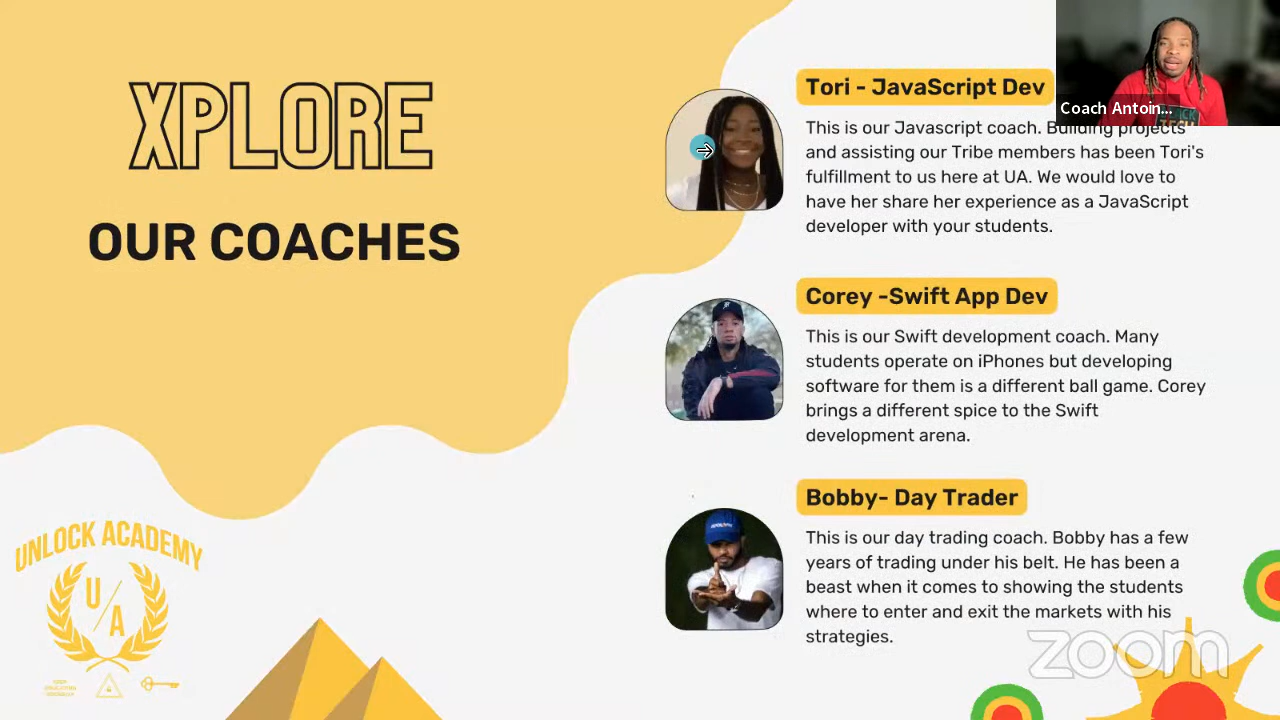 XPLORE
OUR COACHES
Tori - JavaScript Dev
This is our Javascript coach. Building projects
and assisting our Tribe members has been Tori's
fulfillment to us here at UA. We would love to
have her share her experience as a JavaScript
developer with your students.
Corey -Swift App Dev
This is our Swift development coach. Many
students operate on iPhones but developing
software for them is a different ball game. Corey
brings a different spice to the Swift
development arena.
Bobby- Day Trader
This is our day trading coach. Bobby has a few
years of trading under his belt. He has been a
beast when it comes to showing the students
where to enter and exit the markets with his
strategies.
Coach Antoin...
TECH
UNLOCK ACADEMY
U/A
zoom